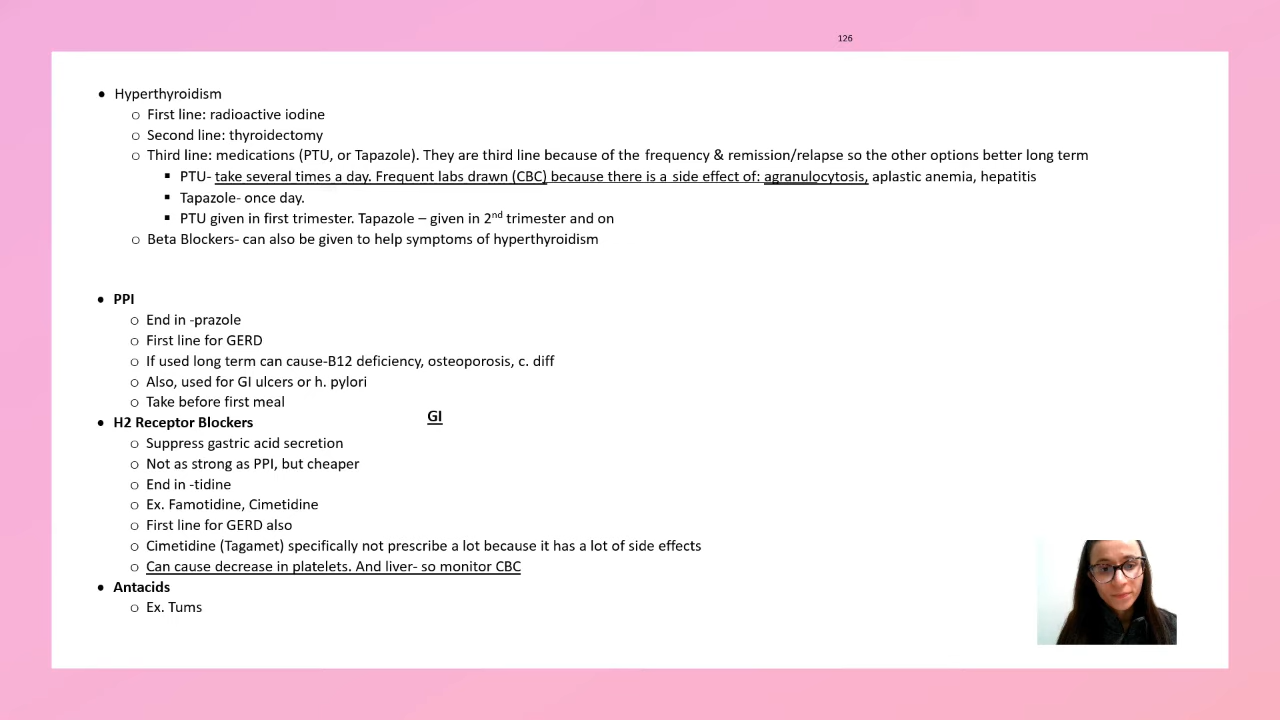 126
• Hyperthyroidism
o First line: radioactive iodine
o Second line: thyroidectomy
o Third line: medications (PTU, or Tapazole). They are third line because of the frequency & remission/relapse so the other options better long term
▪ PTU- take several times a day. Frequent labs drawn (CBC) because there is a side effect of: agranulocytosis, aplastic anemia, hepatitis
▪ Tapazole- once day.
▪ PTU given in first trimester. Tapazole – given in 2nd trimester and on
o Beta Blockers- can also be given to help symptoms of hyperthyroidism
• PPI
o End in -prazole
o First line for GERD
o If used long term can cause-B12 deficiency, osteoporosis, c. diff
o Also, used for GI ulcers or h. pylori
o Take before first meal
GI
• H2 Receptor Blockers
o Suppress gastric acid secretion
o Not as strong as PPI, but cheaper
o End in -tidine
o Ex. Famotidine, Cimetidine
o First line for GERD also
o Cimetidine (Tagamet) specifically not prescribe a lot because it has a lot of side effects
o Can cause decrease in platelets. And liver- so monitor CBC
• Antacids
o Ex. Tums